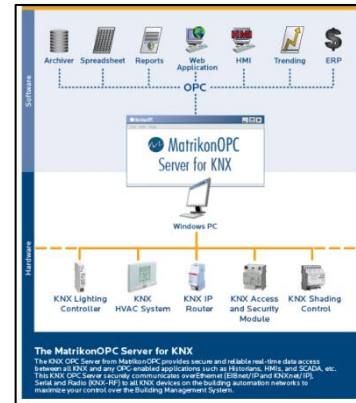 Archiver Spreadsheet Reports Web Application HMI Trending ERP
OPC
Software
MatrikonOPC
MatrikonOPC
Server for KNX
Windows PC
Hardware
KNX Lighting Controller
KNX HVAC System
KNX IP Router
KNX Access and Security Module
KNX Shading Control
The MatrikonOPC Server for KNX
The KNX OPC Server from MatrikonOPC provides secure and reliable real-time data access
between all KNX and any OPC-enabled applications such as Historians, HMIs, and SCADA, etc.
This KNX OPC Server securely communicates overEthernet (EIBnet/IP and KNXnet/IP),
Serial and Radio (KNX-RF) to all KNX devices on the building automation networks to
maximize your control over the Building Management System.